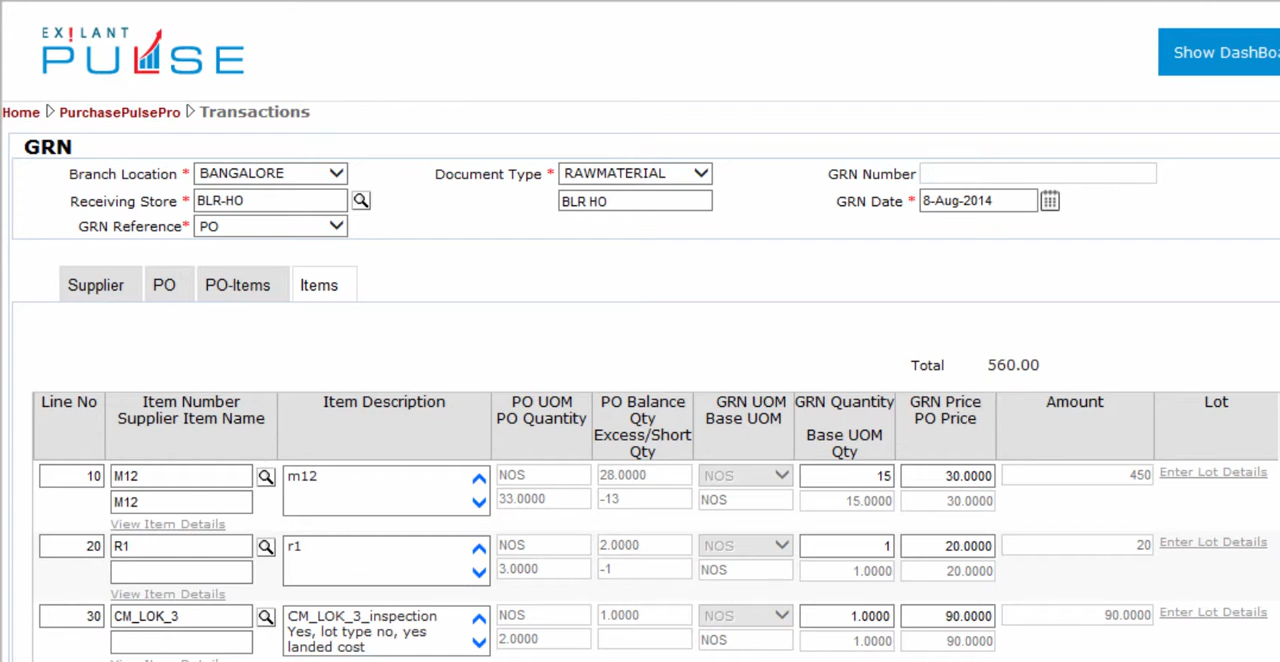 EX!LANT
PULSE
Show DashBoa
Home PurchasePulsePro Transactions
GRN
Branch Location * BANGALORE Document Type * RAWMATERIAL GRN Number
Receiving Store * BLR-HO BLR HO GRN Date * 8-Aug-2014
GRN Reference* PO
Supplier PO PO-Items Items
Total 560.00
Line No Item Number Item Description PO UOM PO Balance GRN UOM GRN Quantity GRN Price Amount Lot
Supplier Item Name PO Quantity Qty Base UOM PO Price
Excess/Short Base UOM
Qty Qty
10 M12 m12 NOS 28.0000 NOS 15 30.0000 450 Enter Lot Details
M12 33.0000 -13 NOS 15.0000 30.0000
View Item Details
20 R1 r1 NOS 2.0000 NOS 1 20.0000 20 Enter Lot Details
3.0000 -1 NOS 1.0000 20.0000
View Item Details
30 CM_LOK_3 CM_LOK_3_inspection NOS 1.0000 NOS 1.0000 90.0000 90.0000 Enter Lot Details
Yes, lot type no, yes 2.0000 NOS 1.0000 90.0000
landed cost